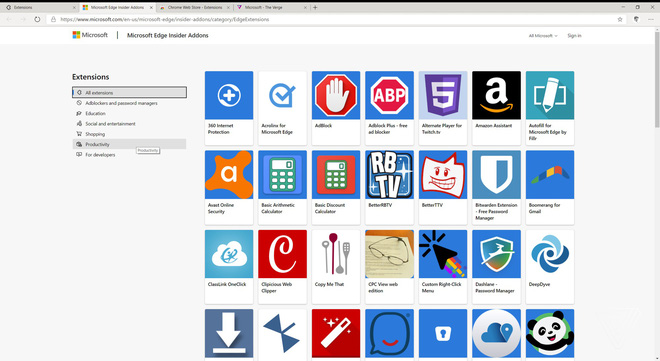 Extensions
Microsoft Edge Insider Addons
Chrome Web Store - Extensions
Microsoft - The Verge
https://www.microsoft.com/en-us/microsoft-edge/insider-addons/category/EdgeExtensions
Microsoft
Microsoft Edge Insider Addons
All Microsoft
Sign in
Extensions
All extensions
Adblockers and password managers
Education
Social and entertainment
Shopping
Productivity
Productivity
For developers
ABP
5
a
360 Internet
Protection
Acrolinx for
Microsoft Edge
AdBlock
Adblock Plus - free
ad blocker
Alternate Player for
Twitch.tv
Amazon Assistant
Autofill for
Microsoft Edge by
Fillr
RB
TV
Avast Online
Security
Basic Arithmetic
Calculator
Basic Discount
Calculator
BetterRBTV
BetterTTV
Bitwarden Extension
- Free Password
Manager
Boomerang for
Gmail
C
ClassLink OneClick
Clipicious Web
Clipper
Copy Me That
CPC View web
edition
Custom Right-Click
Menu
Dashlane -
Password Manager
DeepDyve